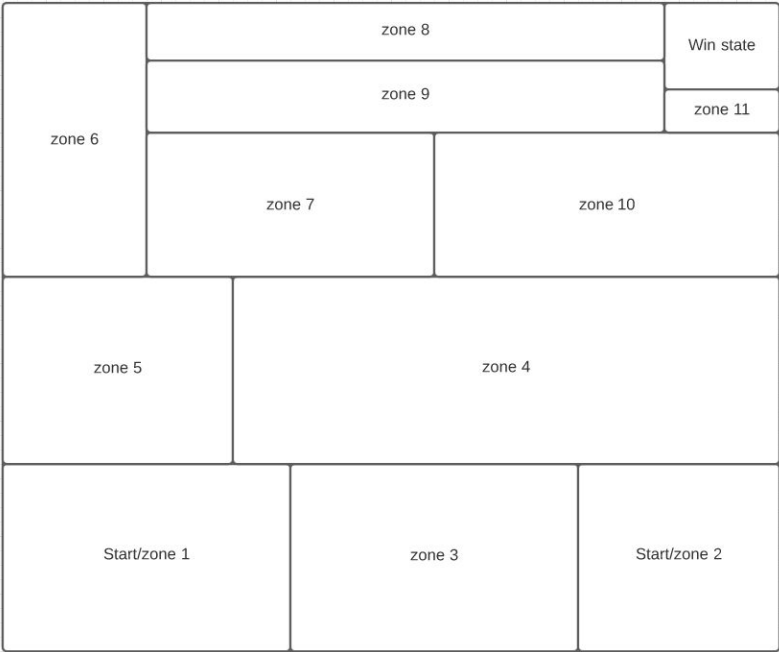 zone 8
Win state
zone 9
zone 11
zone 6
zone 7
zone 10
zone 5
zone 4
Start/zone 1
zone 3
Start/zone 2